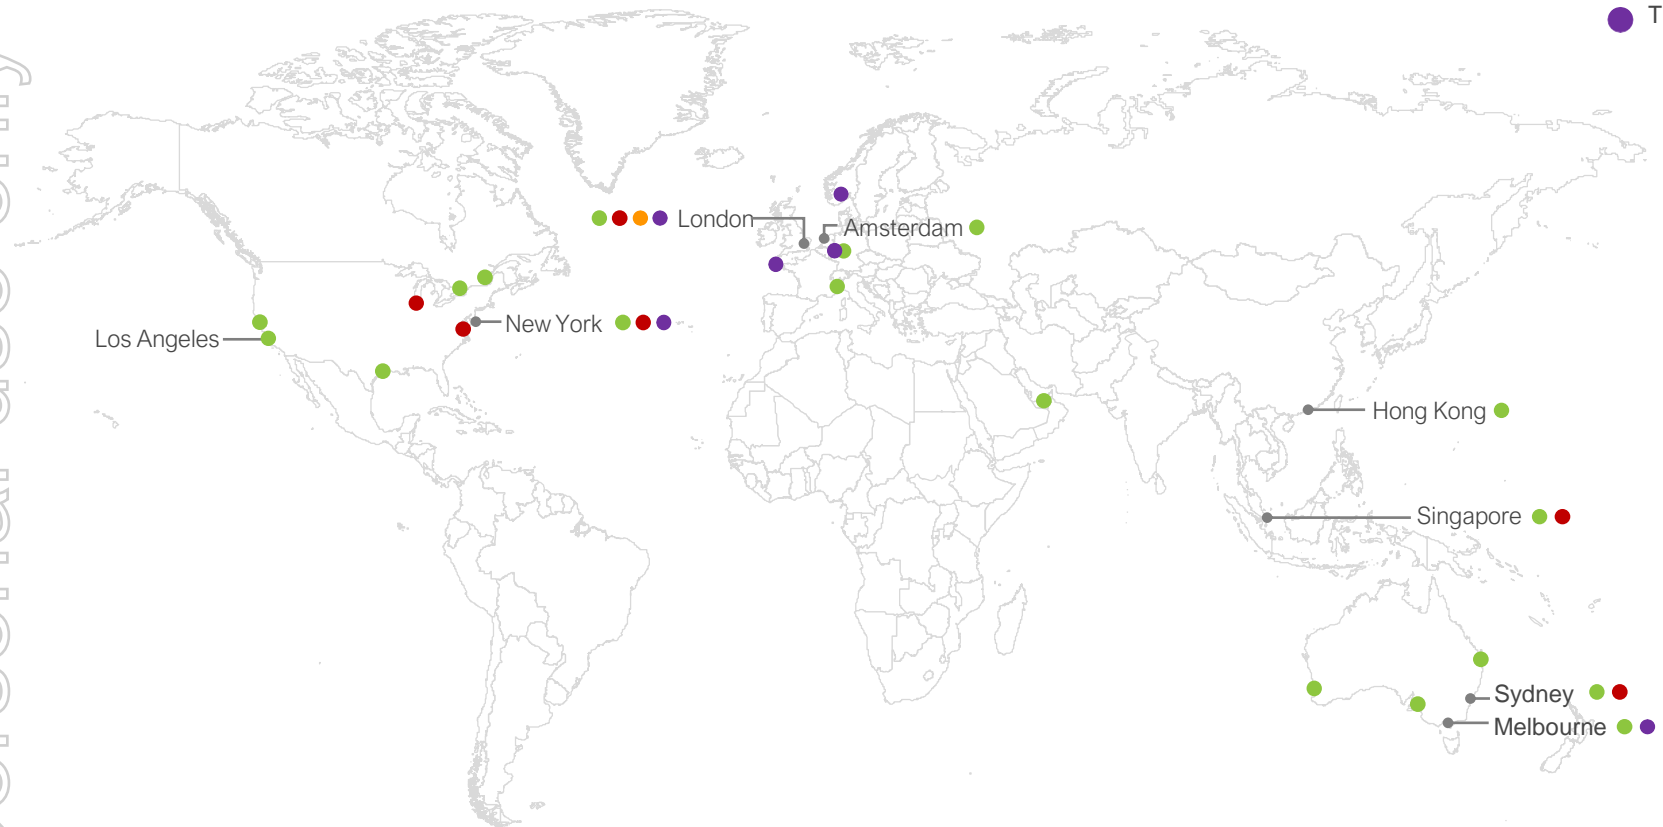 T
London
Amsterdam
New York
Los Angeles
Hong Kong
Singapore
Sydney
Melbourne